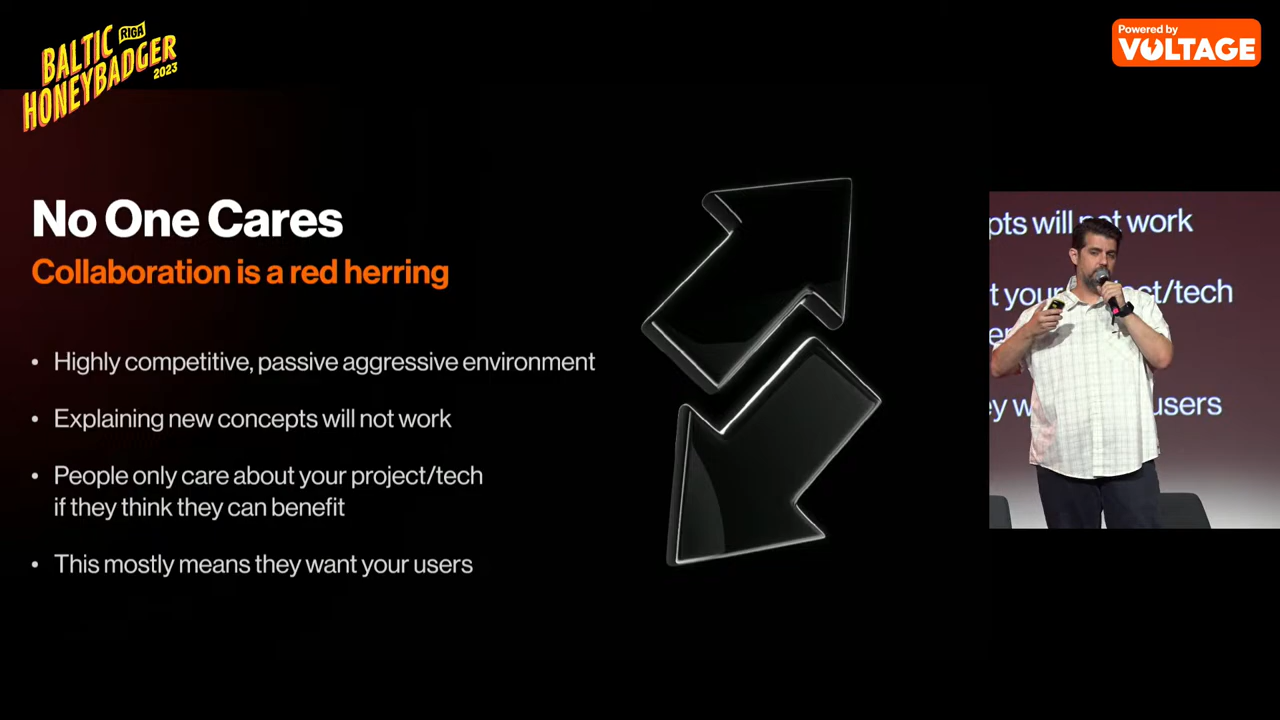 BALTIC
RIGA
HONEYBADGER
2023
Powered by
VOLTAGE
No One Cares
Collaboration is a red herring
• Highly competitive, passive aggressive environment
• Explaining new concepts will not work
• People only care about your project/tech
if they think they can benefit
• This mostly means they want your users
pts will not work
t your ct/tech
users